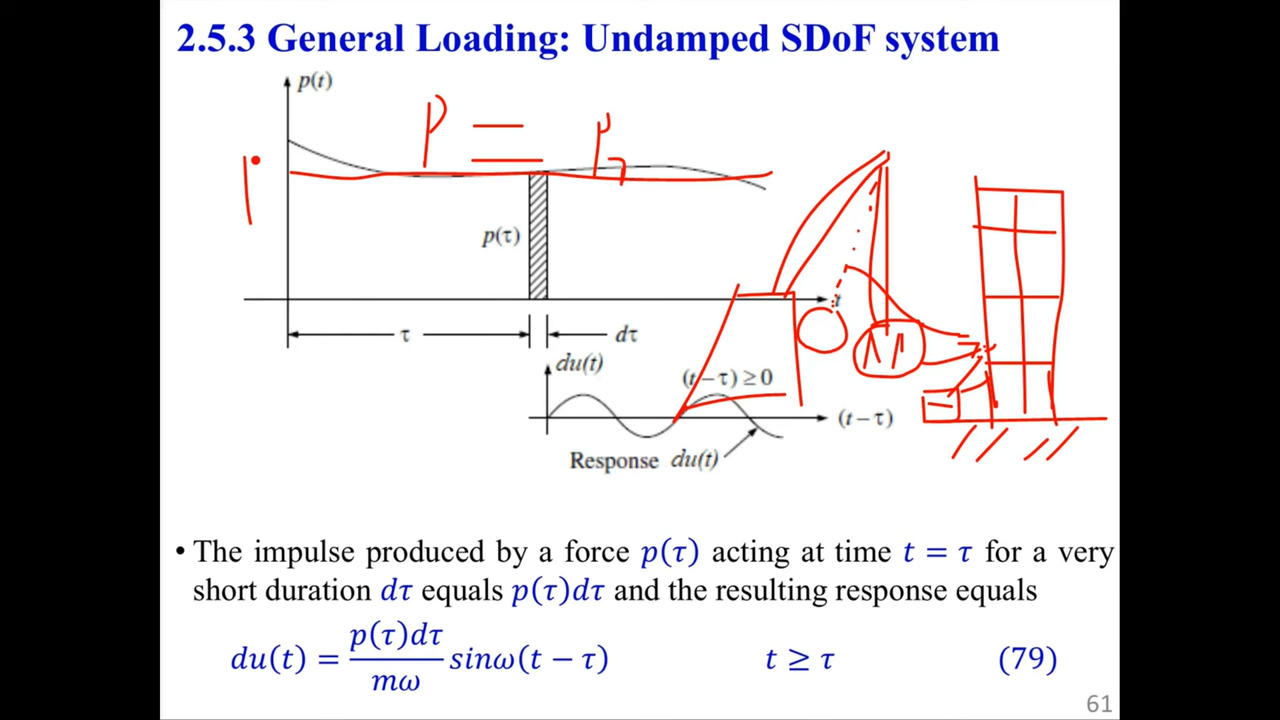 2.5.3 General Loading: Undamped SDoF system
p(t)
P = P₀
p(τ)
t
τ
dτ
du(t)
(t − τ) ≥ 0
(t − τ)
Response du(t)
• The impulse produced by a force p(τ) acting at time t = τ for a very
short duration dτ equals p(τ)dτ and the resulting response equals
du(t) = p(τ)dτ / mω sinω(t − τ) t ≥ τ (79)
61